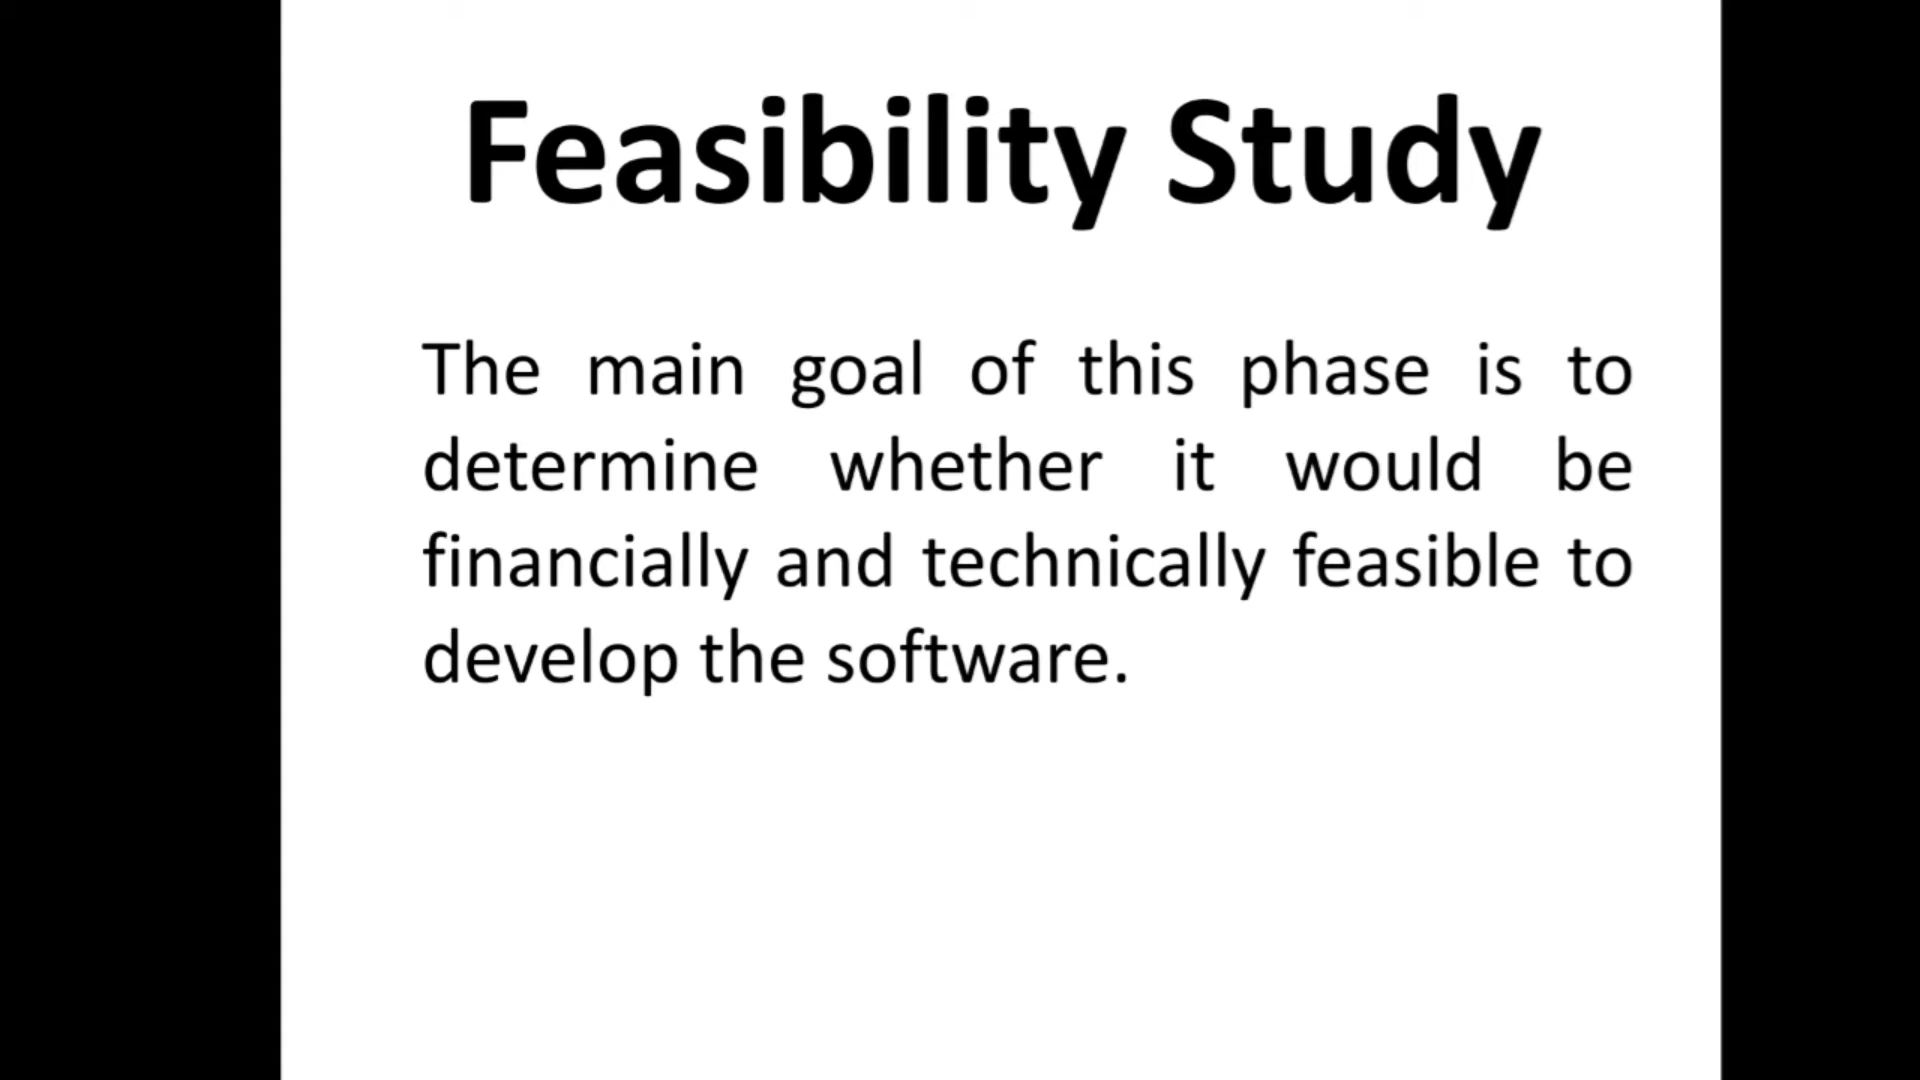 Feasibility Study
The main goal of this phase is to
determine whether it would be
financially and technically feasible to
develop the software.